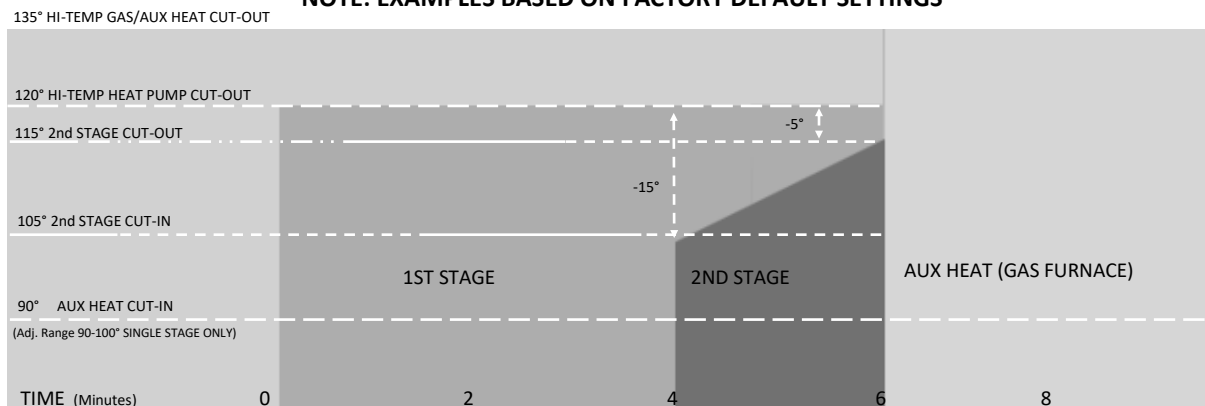 NOTE: EXAMPLES BASED ON FACTORY DEFAULT SETTINGS
135° HI-TEMP GAS/AUX HEAT CUT-OUT
120° HI-TEMP HEAT PUMP CUT-OUT
115° 2nd STAGE CUT-OUT
-5°
-15°
105° 2nd STAGE CUT-IN
1ST STAGE
2ND STAGE
AUX HEAT (GAS FURNACE)
90° AUX HEAT CUT-IN
(Adj. Range 90-100° SINGLE STAGE ONLY)
TIME (Minutes) 0 2 4 6 8